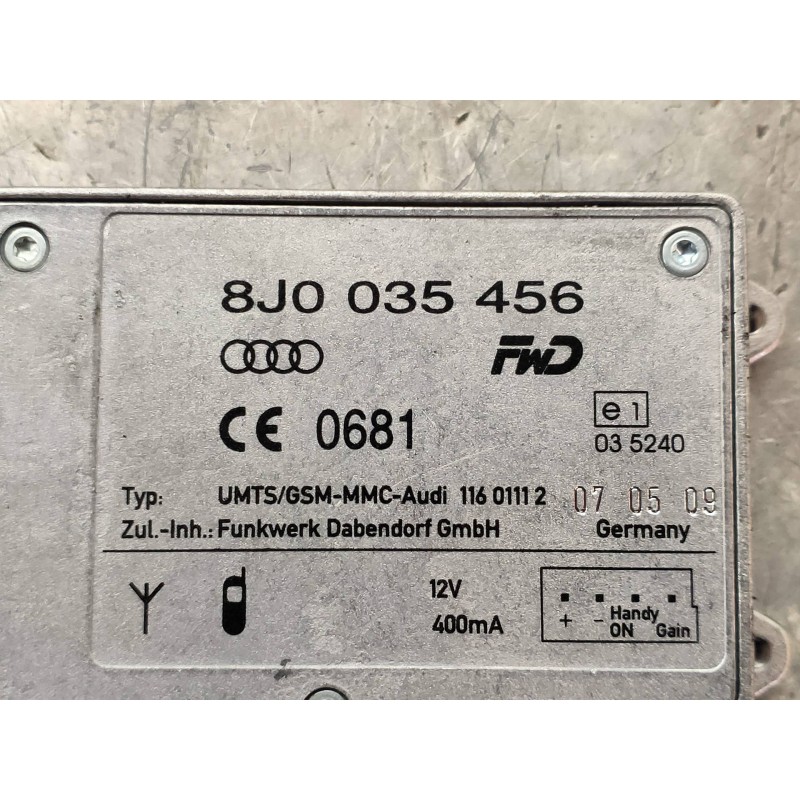 8J0 035 456
FWD
CE 0681
e1
03 5240
Typ: UMTS/GSM-MMC-Audi 116 0111 2 07 05 09
Zul.-Inh.: Funkwerk Dabendorf GmbH Germany
12V
400mA
+ - Handy ON Gain